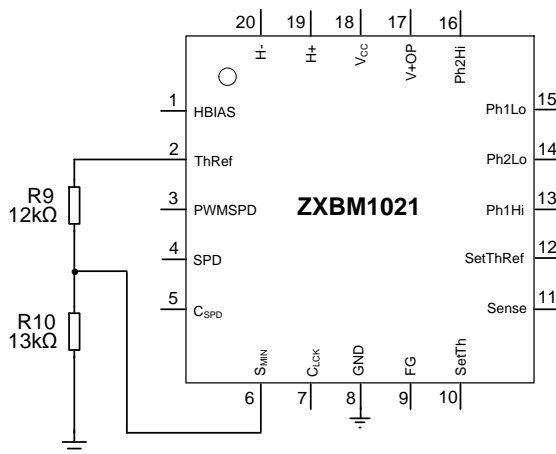 20 19 18 17 16
H- H+ VCC V+OP Ph2Hi
1 HBIAS
2 ThRef
R9
12kΩ
3 PWMSPD
ZXBM1021
4 SPD
5 CSPD
R10
13kΩ
Ph1Lo 15
Ph2Lo 14
Ph1Hi 13
SetThRef 12
Sense 11
SMIN CLCK GND FG SetTh
6 7 8 9 10